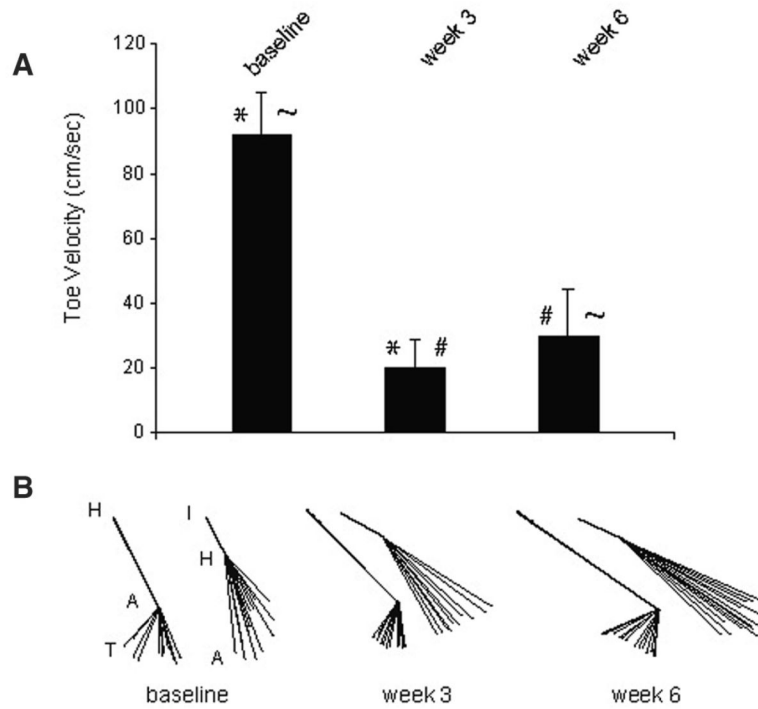 A
baseline
week 3
week 6
Toe Velocity (cm/sec)
120
100
80
60
40
20
0
* ~
* #
# ~
B
H
I
H
A
T
A
baseline
week 3
week 6